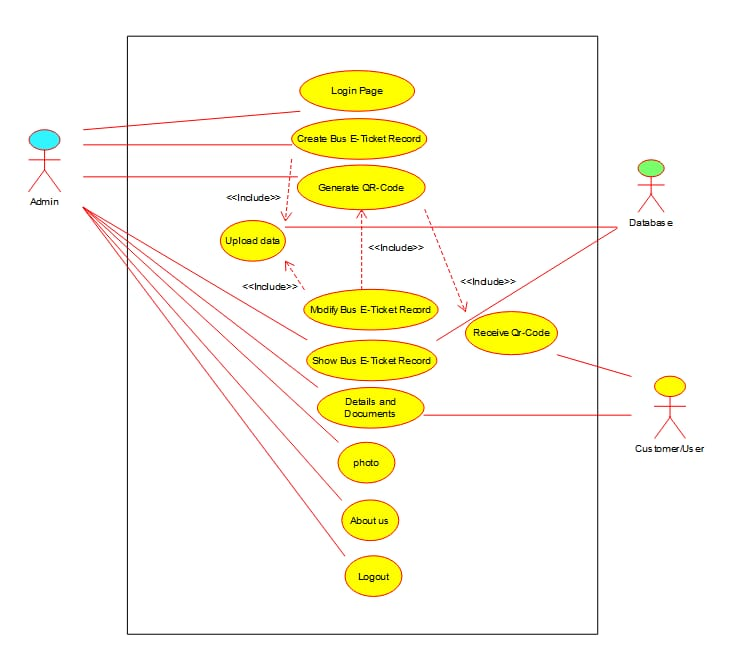 Login Page
Create Bus E-Ticket Record
Admin
Generate QR-Code
<<Include>>
Database
Upload data
<<Include>>
<<Include>>
<<Include>>
Modify Bus E-Ticket Record
Receive Qr-Code
Show Bus E-Ticket Record
Details and
Documents
Customer/User
photo
About us
Logout